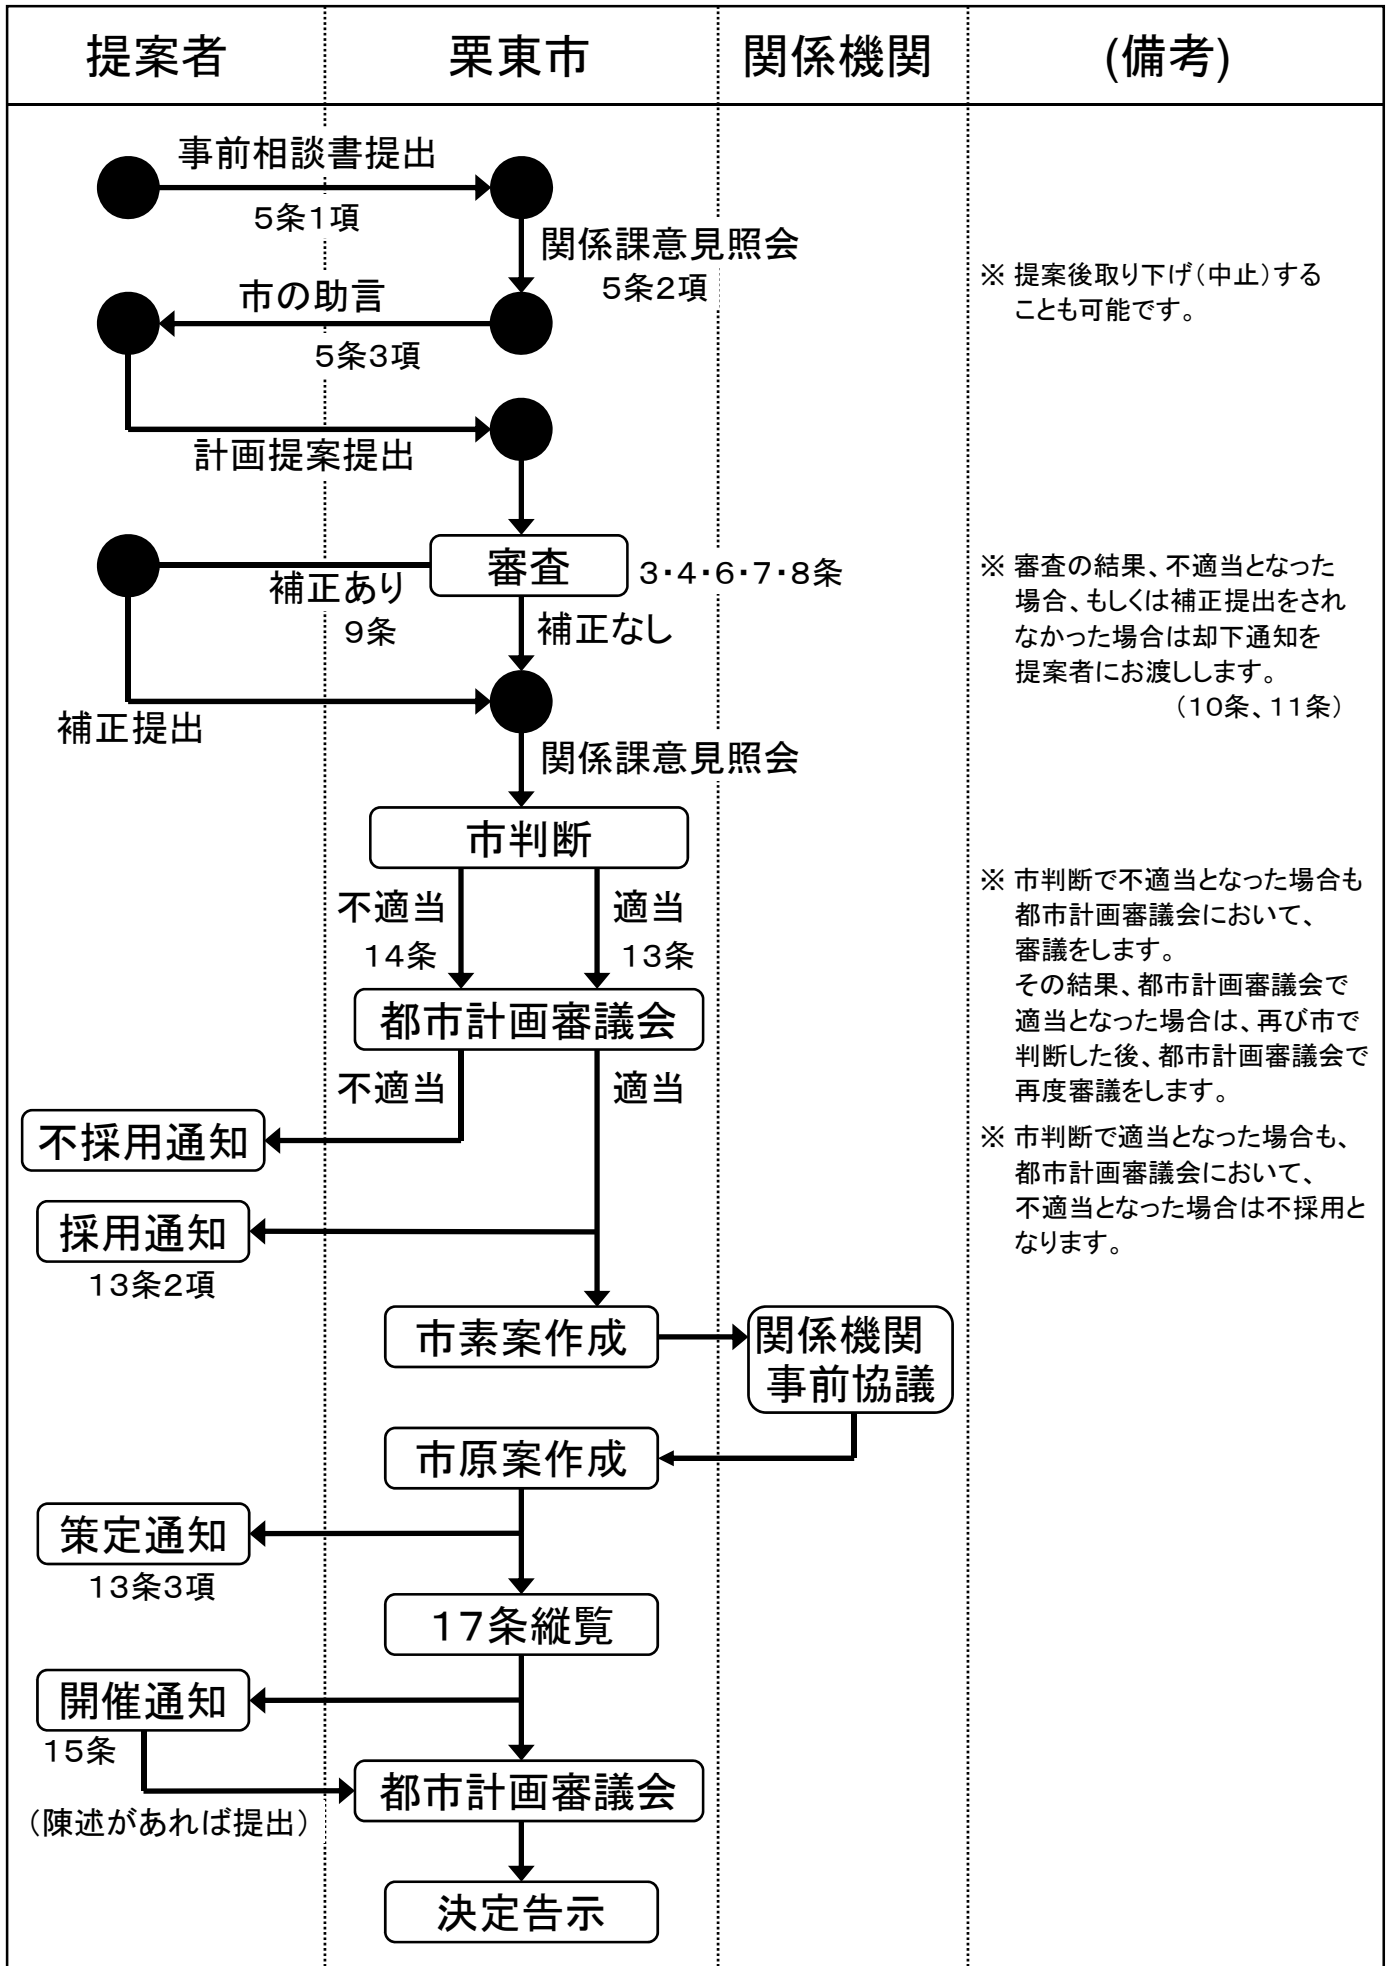 提案者
栗東市
関係機関
(備考)
事前相談書提出
5条1項
関係課意見照会
5条2項
市の助言
5条3項
※ 提案後取り下げ(中止)する
ことも可能です。
計画提案提出
審査
3・4・6・7・8条
補正あり
9条
補正なし
補正提出
※ 審査の結果、不適当となった
場合、もしくは補正提出をされ
なかった場合は却下通知を
提案者にお渡しします。
(10条、11条)
関係課意見照会
市判断
不適当
14条
適当
13条
都市計画審議会
不適当
適当
※ 市判断で不適当となった場合も
都市計画審議会において、
審議をします。
その結果、都市計画審議会で
適当となった場合は、再び市で
判断した後、都市計画審議会で
再度審議をします。
※ 市判断で適当となった場合も、
都市計画審議会において、
不適当となった場合は不採用と
なります。
不採用通知
採用通知
13条2項
市素案作成
関係機関
事前協議
市原案作成
策定通知
13条3項
17条縦覧
開催通知
15条
(陳述があれば提出)
都市計画審議会
決定告示